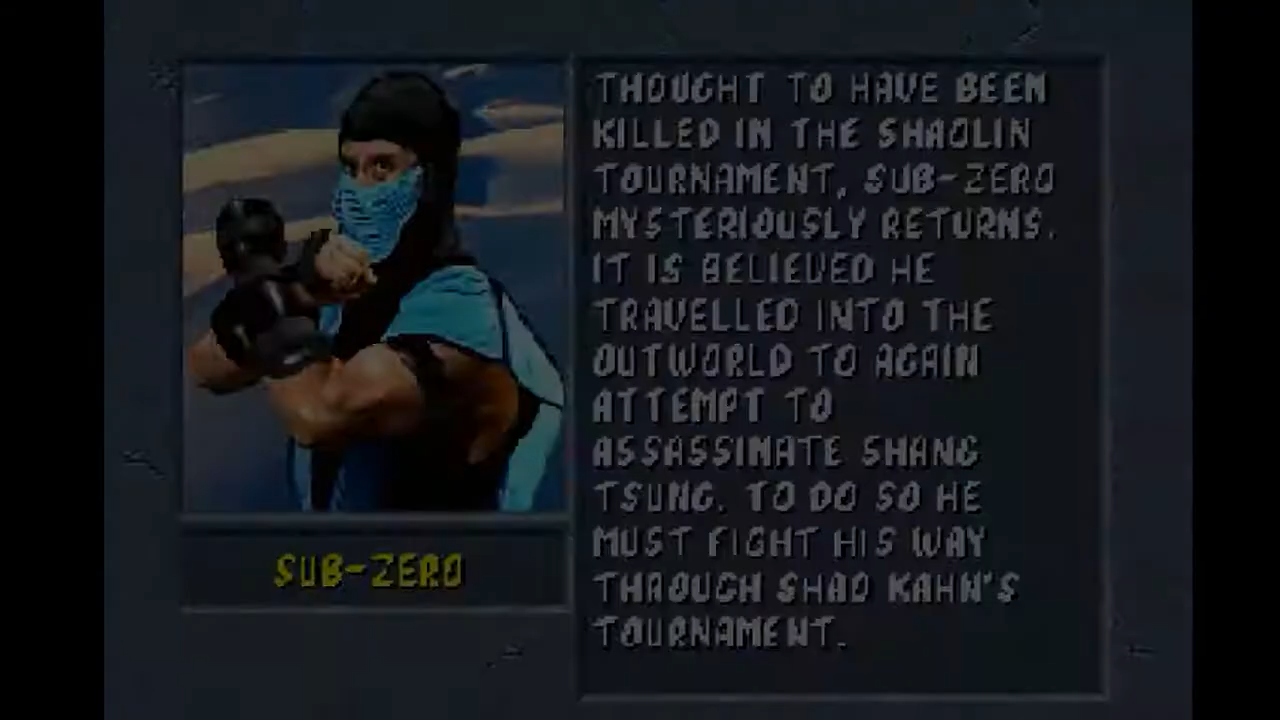 THOUGHT TO HAVE BEEN
KILLED IN THE SHAOLIN
TOURNAMENT, SUB-ZERO
MYSTERIOUSLY RETURNS.
IT IS BELIEVED HE
TRAVELLED INTO THE
OUTWORLD TO AGAIN
ATTEMPT TO
ASSASSINATE SHANG
TSUNG. TO DO SO HE
MUST FIGHT HIS WAY
THROUGH SHAO KAHN'S
TOURNAMENT.
SUB-ZERO